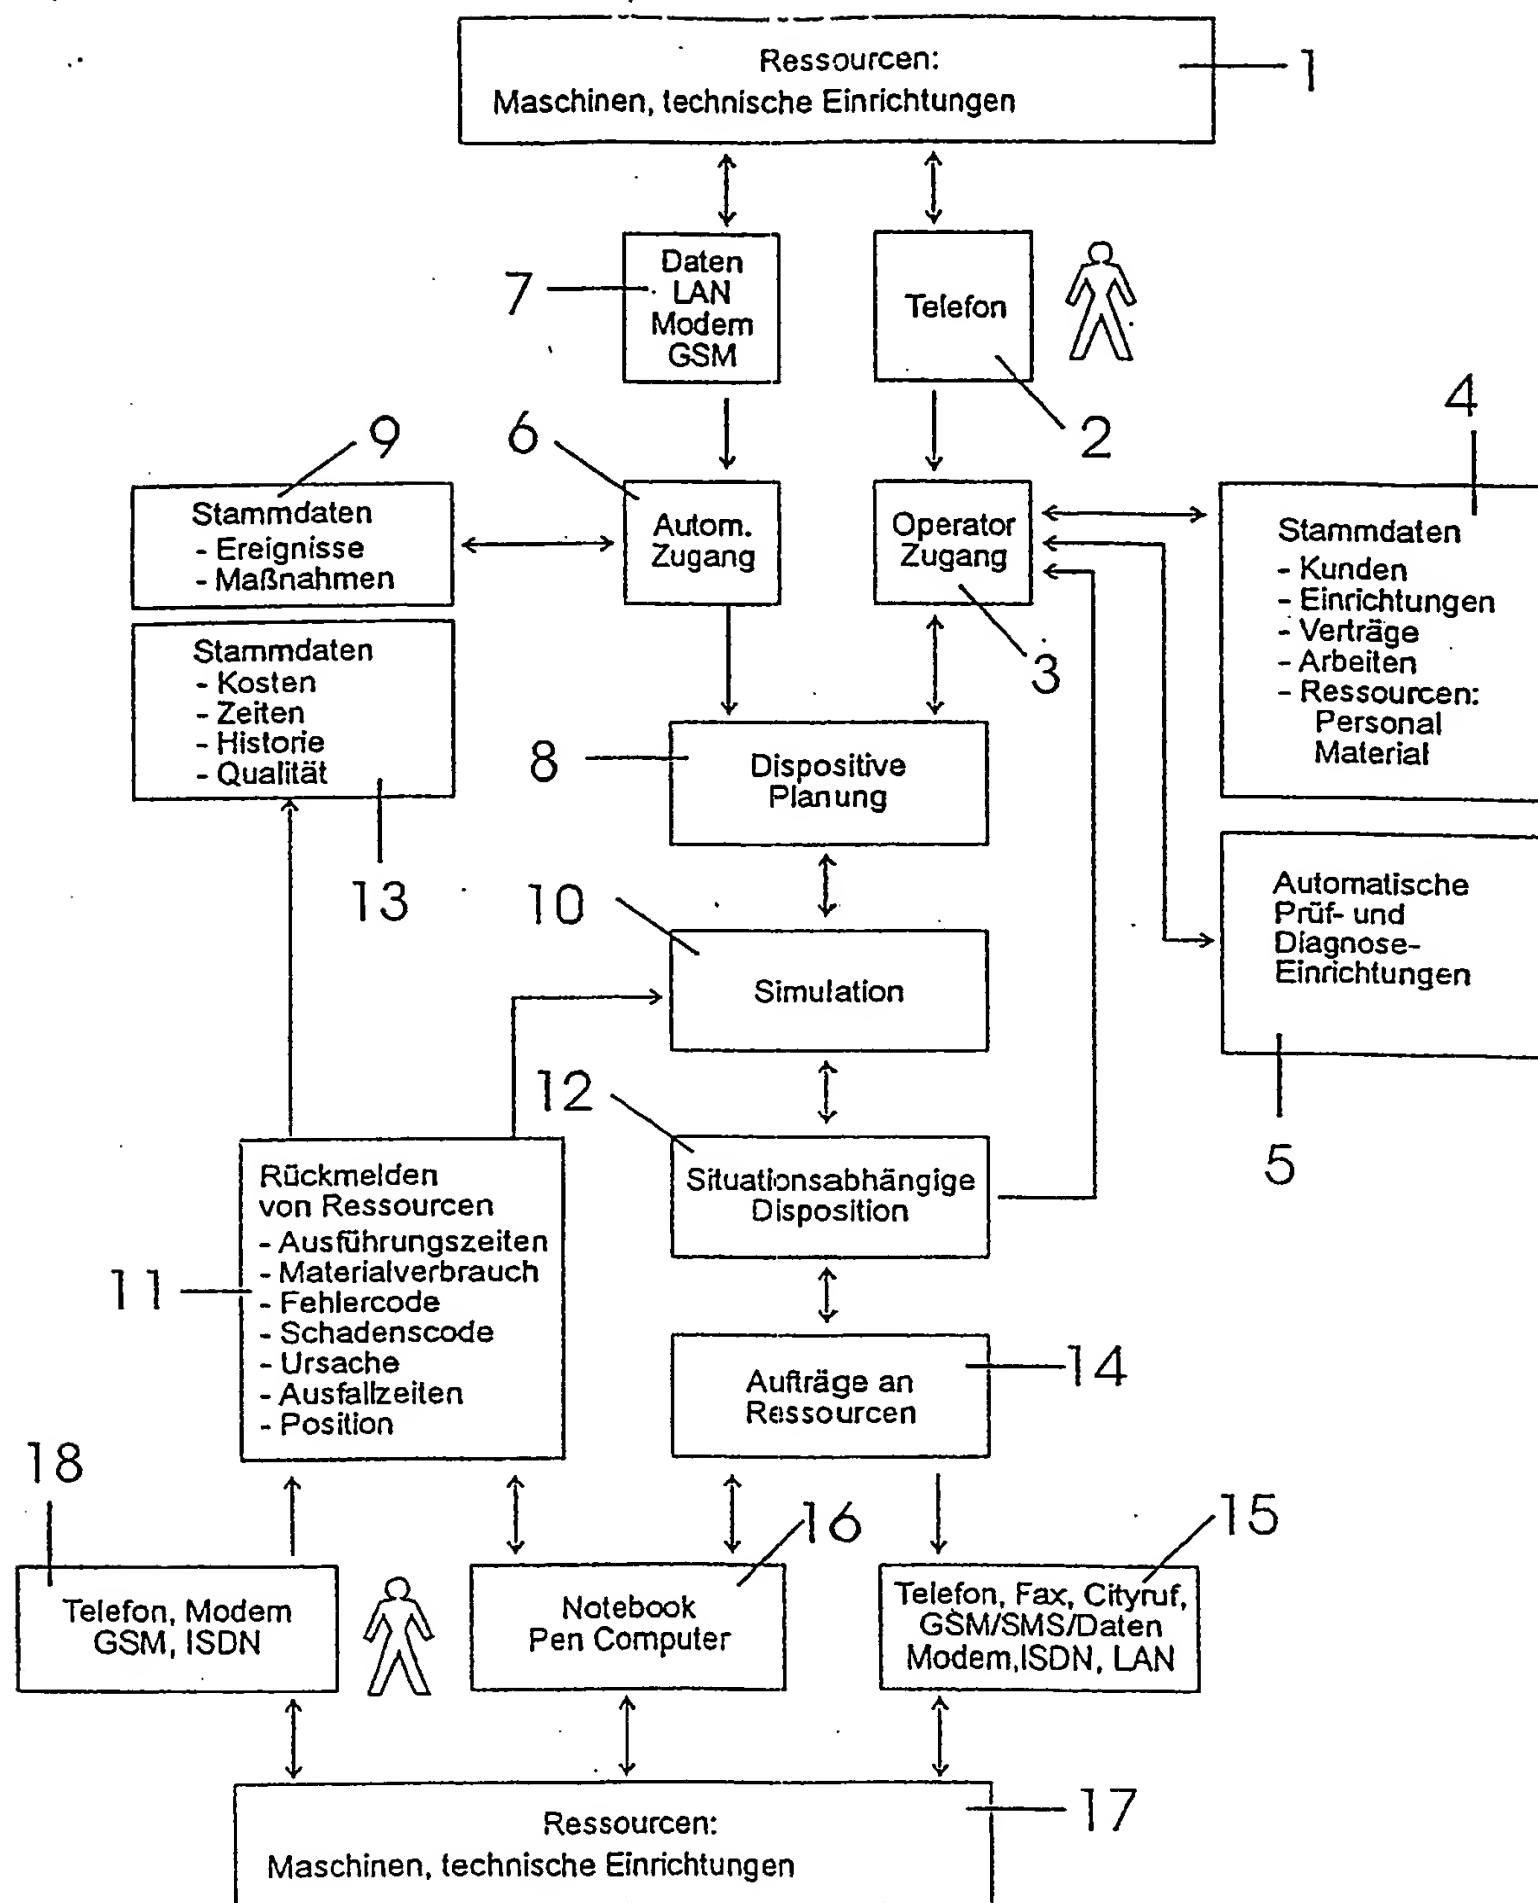 Ressourcen:
Maschinen, technische Einrichtungen
1
Daten
LAN
Modem
GSM
7
Telefon
2
4
9
6
Stammdaten
- Ereignisse
- Maßnahmen
Autom.
Zugang
Operator
Zugang
3
Stammdaten
- Kunden
- Einrichtungen
- Verträge
- Arbeiten
- Ressourcen:
Personal
Material
Stammdaten
- Kosten
- Zeiten
- Historie
- Qualität
13
8
Dispositive
Planung
10
Simulation
Automatische
Prüf- und
Diagnose-
Einrichtungen
5
12
Situationsabhängige
Disposition
Rückmelden
von Ressourcen
- Ausführungszeiten
- Materialverbrauch
- Fehlercode
- Schadenscode
- Ursache
- Ausfallzeiten
- Position
11
Aufträge an
Ressourcen
14
18
16
15
Telefon, Modem
GSM, ISDN
Notebook
Pen Computer
Telefon, Fax, Cityruf,
GSM/SMS/Daten
Modem,ISDN, LAN
17
Ressourcen:
Maschinen, technische Einrichtungen